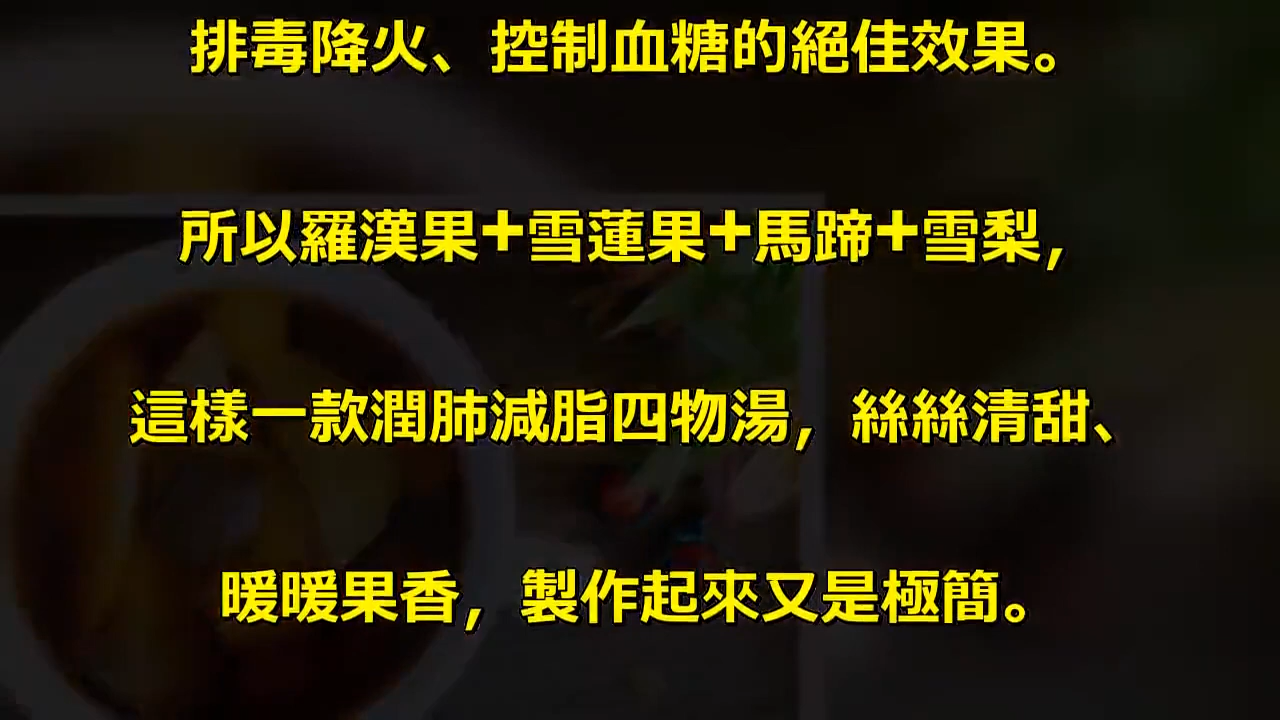 排毒降火、控制血糖的絕佳效果。
所以羅漢果+雪蓮果+馬蹄+雪梨，
這樣一款潤肺減脂四物湯，絲絲清甜、
暖暖果香，製作起來又是極簡。